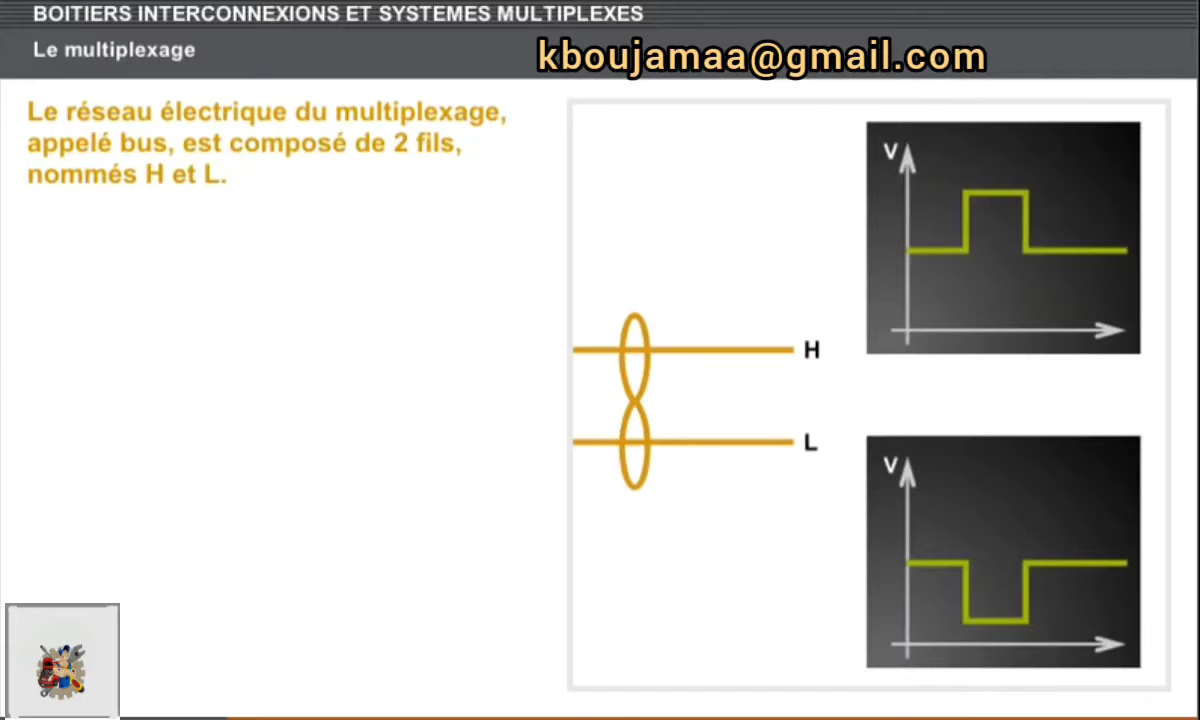 BOITIERS INTERCONNEXIONS ET SYSTEMES MULTIPLEXES
Le multiplexage
kboujamaa@gmail.com
Le réseau électrique du multiplexage,
appelé bus, est composé de 2 fils,
nommés H et L.
V
H
L
V